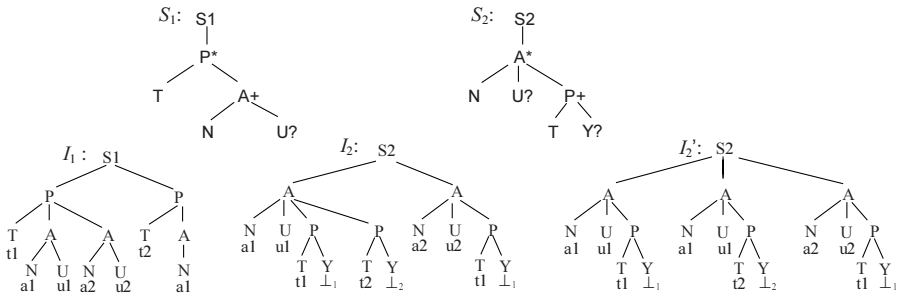 S1: S1 S2: S2
P* A*
T A+ N U? P+
N U? T Y?
I1 : S1 I2: S2 I2’: S2
P P A A A A A
T A A T A N U P P N U P N U P N U P N U P
t1 t2 a1 u1 a2 u2 a1 u1 a1 u1 a2 u2
N U N U N T Y T Y T Y T Y T Y T Y
a1 u1 a2 u2 a1 t1 ⊥1 t2 ⊥2 t1 ⊥1 t1 ⊥1 t2 ⊥2 t1 ⊥1